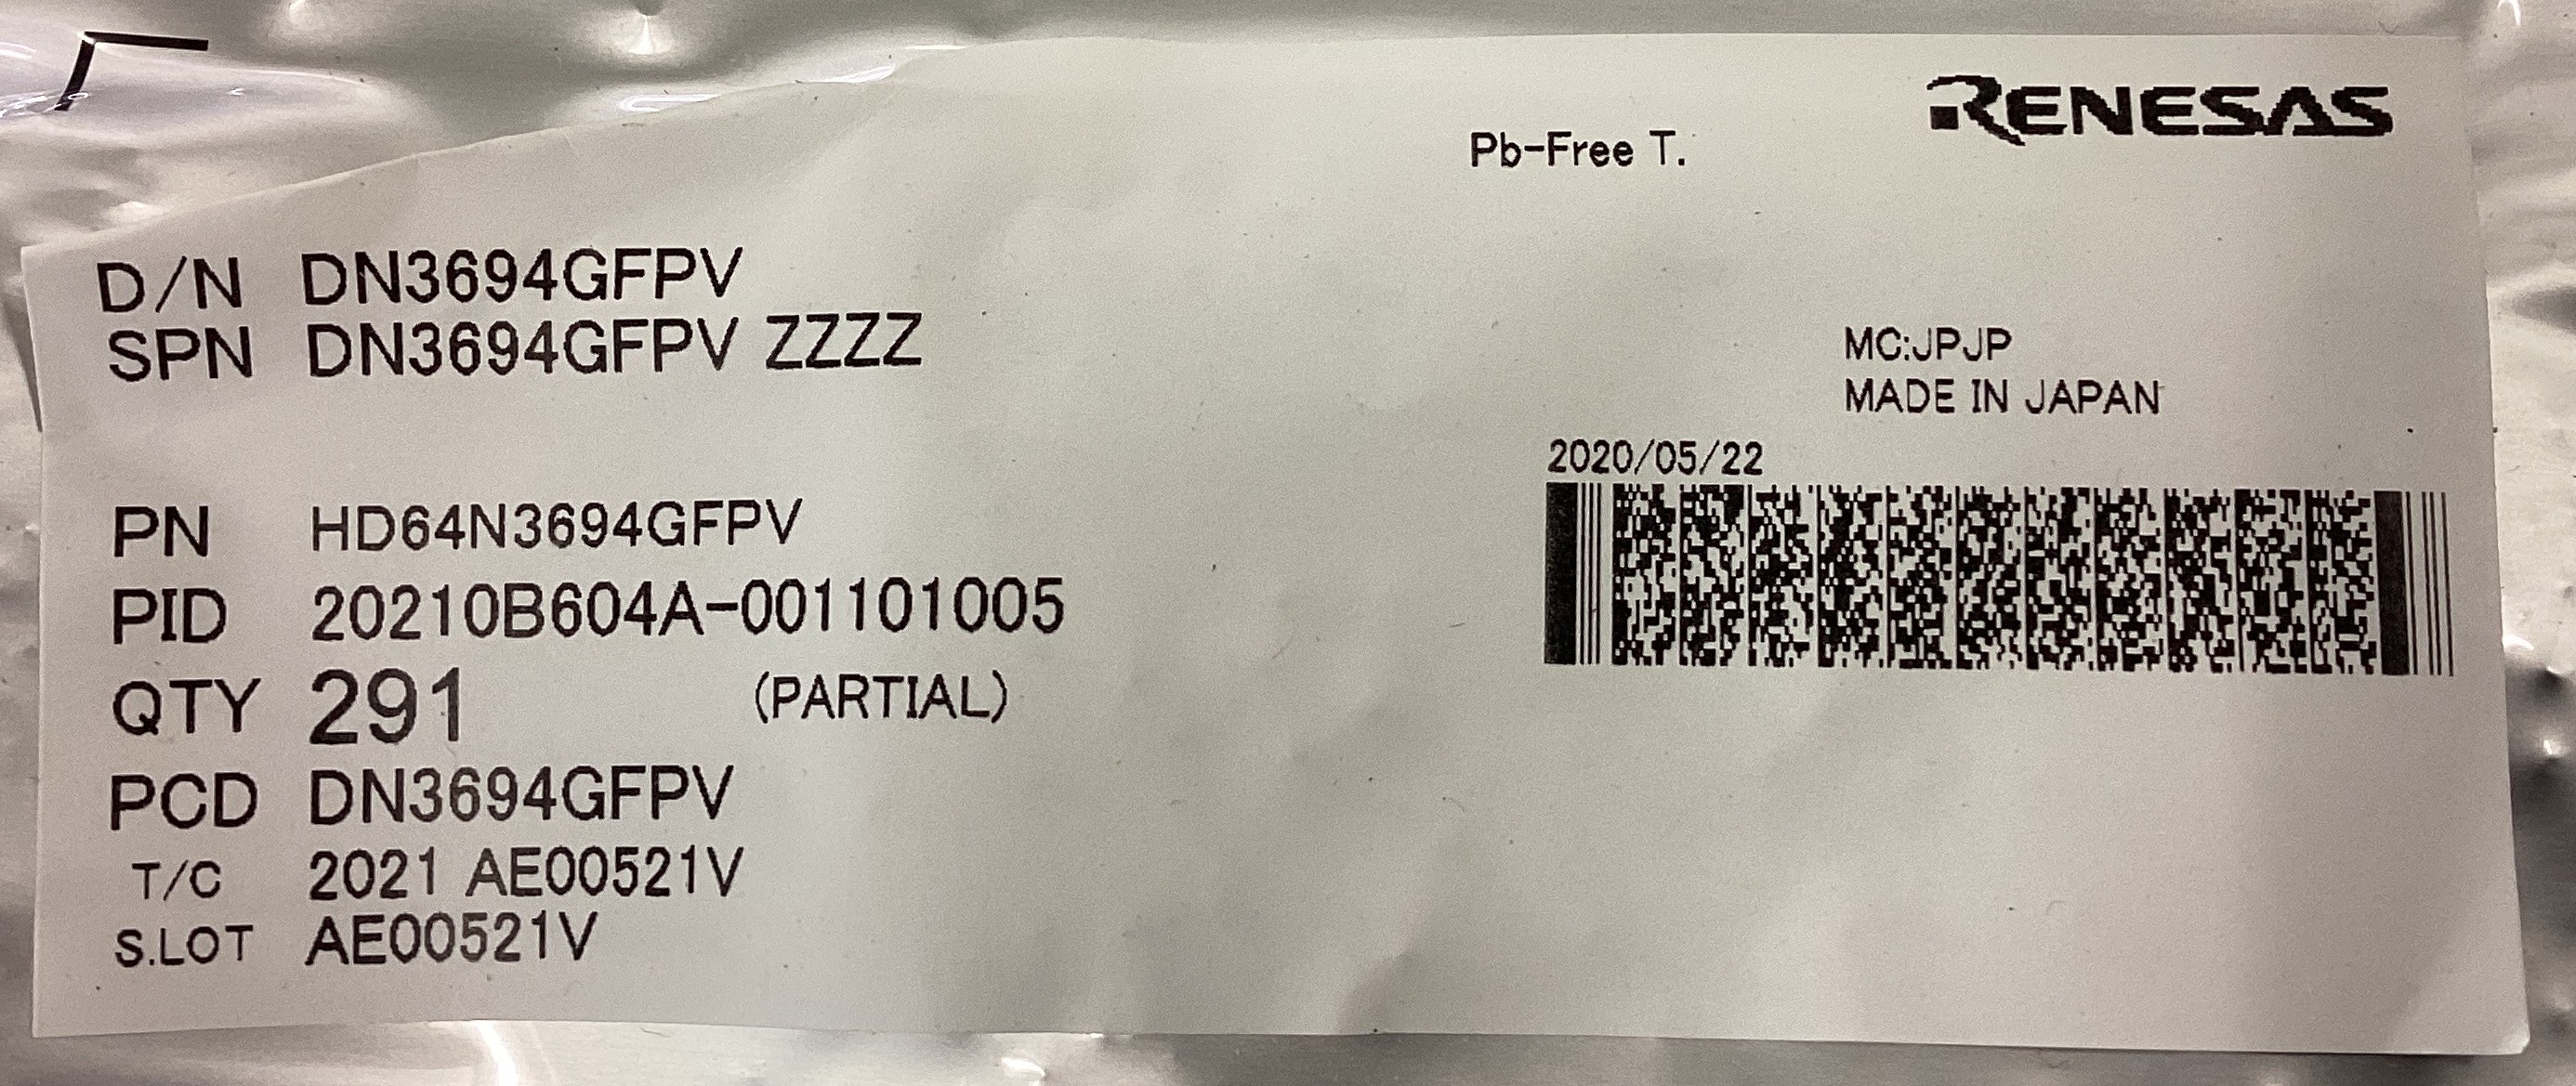 RENESAS
Pb-Free T.
D/N DN3694GFPV
SPN DN3694GFPV ZZZZ
MC:JPJP
MADE IN JAPAN
2020/05/22
PN HD64N3694GFPV
PID 20210B604A-001101005
QTY 291 (PARTIAL)
PCD DN3694GFPV
T/C 2021 AE00521V
S.LOT AE00521V